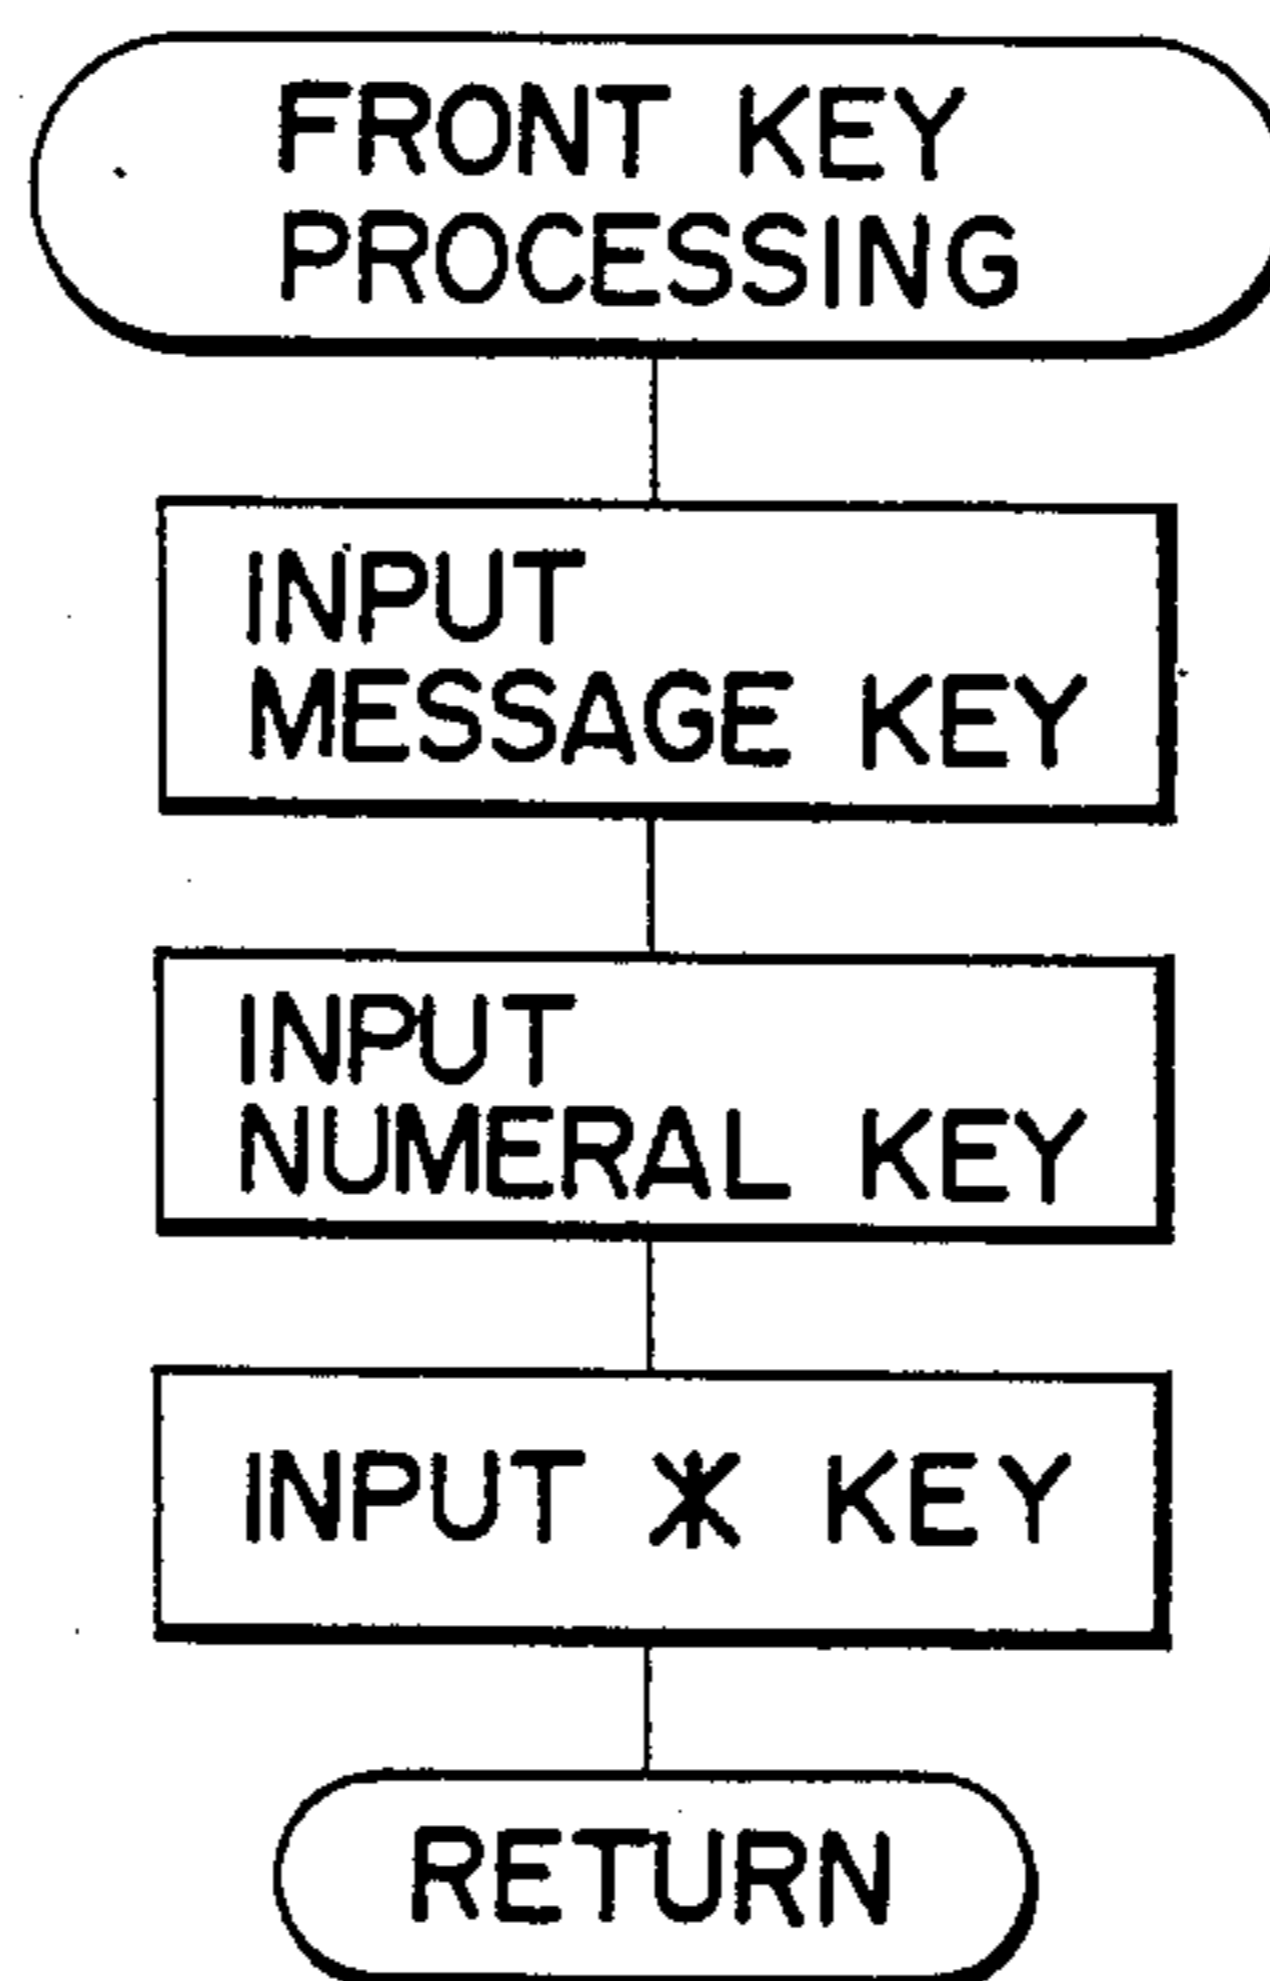 FRONT KEY
PROCESSING
INPUT
MESSAGE KEY
INPUT
NUMERAL KEY
INPUT * KEY
RETURN